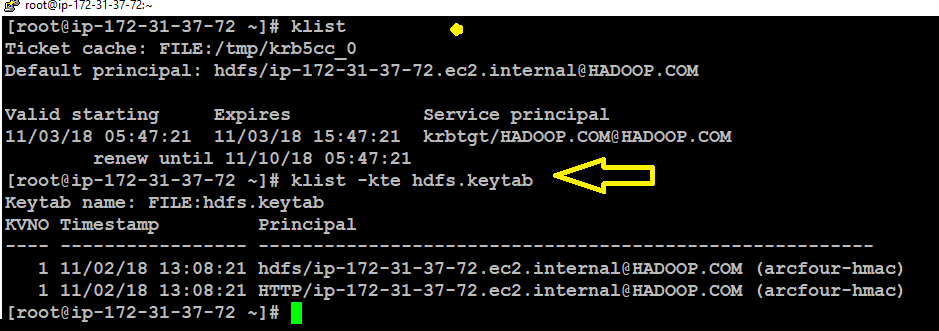 root@ip-172-31-37-72:~
[root@ip-172-31-37-72 ~]# klist
Ticket cache: FILE:/tmp/krb5cc_0
Default principal: hdfs/ip-172-31-37-72.ec2.internal@HADOOP.COM
Valid starting     Expires            Service principal
11/03/18 05:47:21  11/03/18 15:47:21  krbtgt/HADOOP.COM@HADOOP.COM
        renew until 11/10/18 05:47:21
[root@ip-172-31-37-72 ~]# klist -kte hdfs.keytab
Keytab name: FILE:hdfs.keytab
KVNO Timestamp         Principal
---- ----------------- --------------------------------------------------------
   1 11/02/18 13:08:21 hdfs/ip-172-31-37-72.ec2.internal@HADOOP.COM (arcfour-hmac)
   1 11/02/18 13:08:21 HTTP/ip-172-31-37-72.ec2.internal@HADOOP.COM (arcfour-hmac)
[root@ip-172-31-37-72 ~]#